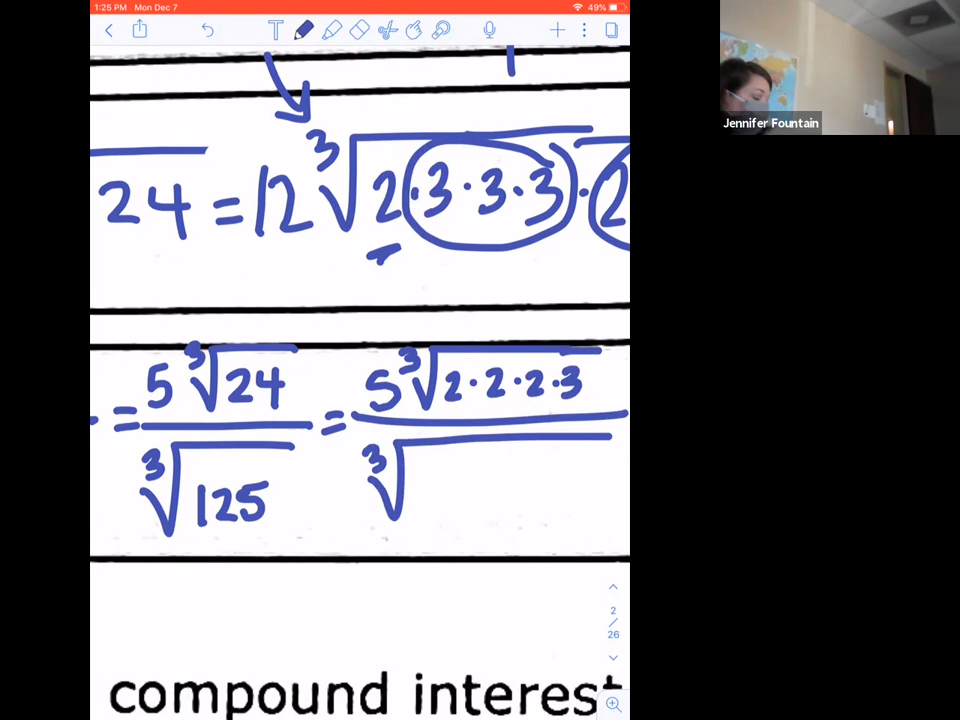 1:25 PM Mon Dec 7
49%
T
Jennifer Fountain
24 = 12 ∛2·3·3·3·2
= 5 ∛24 / ∛125 = 5 ∛2·2·2·3 / ∛
2
/
26
compound interest